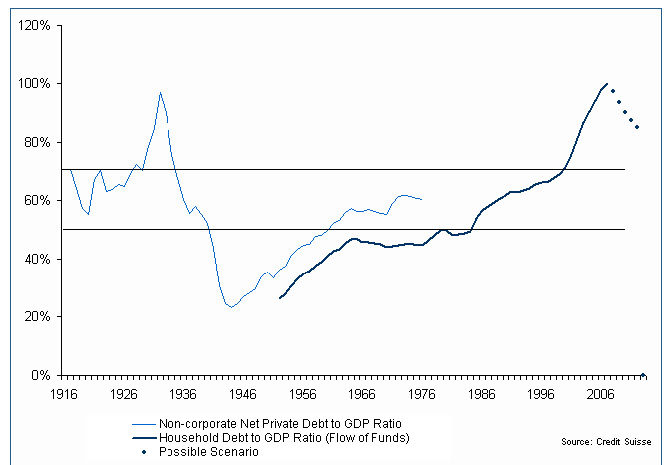 120%
100%
80%
60%
40%
20%
0%
1916 1926 1936 1946 1956 1966 1976 1986 1996 2006
Non-corporate Net Private Debt to GDP Ratio
Household Debt to GDP Ratio (Flow of Funds)
Possible Scenario
Source: Credit Suisse